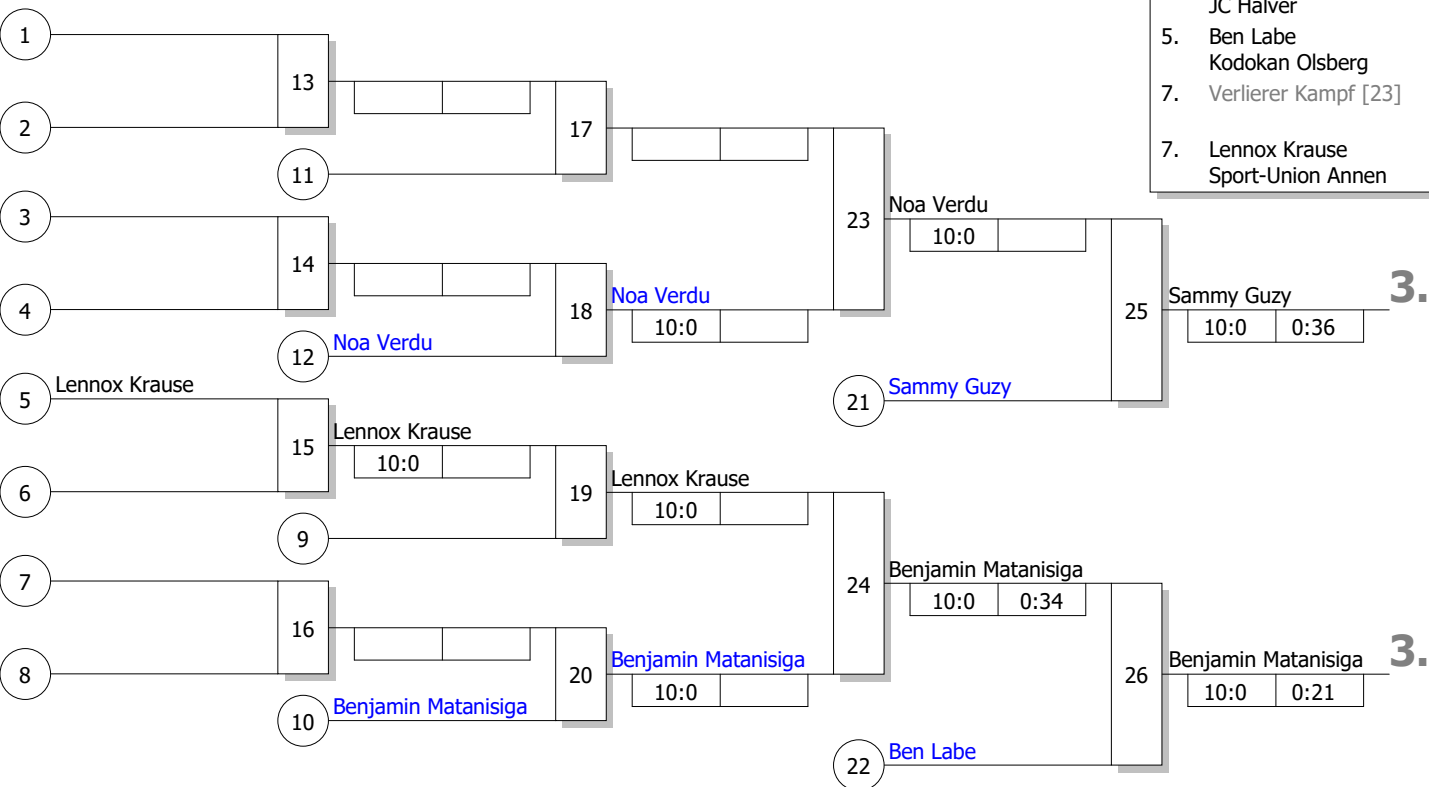 JC Halver
5. Ben Labe
Kodokan Olsberg
7. Verlierer Kampf [23]
7. Lennox Krause
Sport-Union Annen
1
13
2
17
11
3
23
Noa Verdu
10:0
14
4
18
Noa Verdu
10:0
12
Noa Verdu
25
Sammy Guzy
10:0 0:36
3.
21
Sammy Guzy
5
Lennox Krause
15
Lennox Krause
10:0
6
19
Lennox Krause
10:0
9
7
24
Benjamin Matanisiga
10:0 0:34
16
8
20
Benjamin Matanisiga
10:0
10
Benjamin Matanisiga
26
Benjamin Matanisiga
10:0 0:21
3.
22
Ben Labe